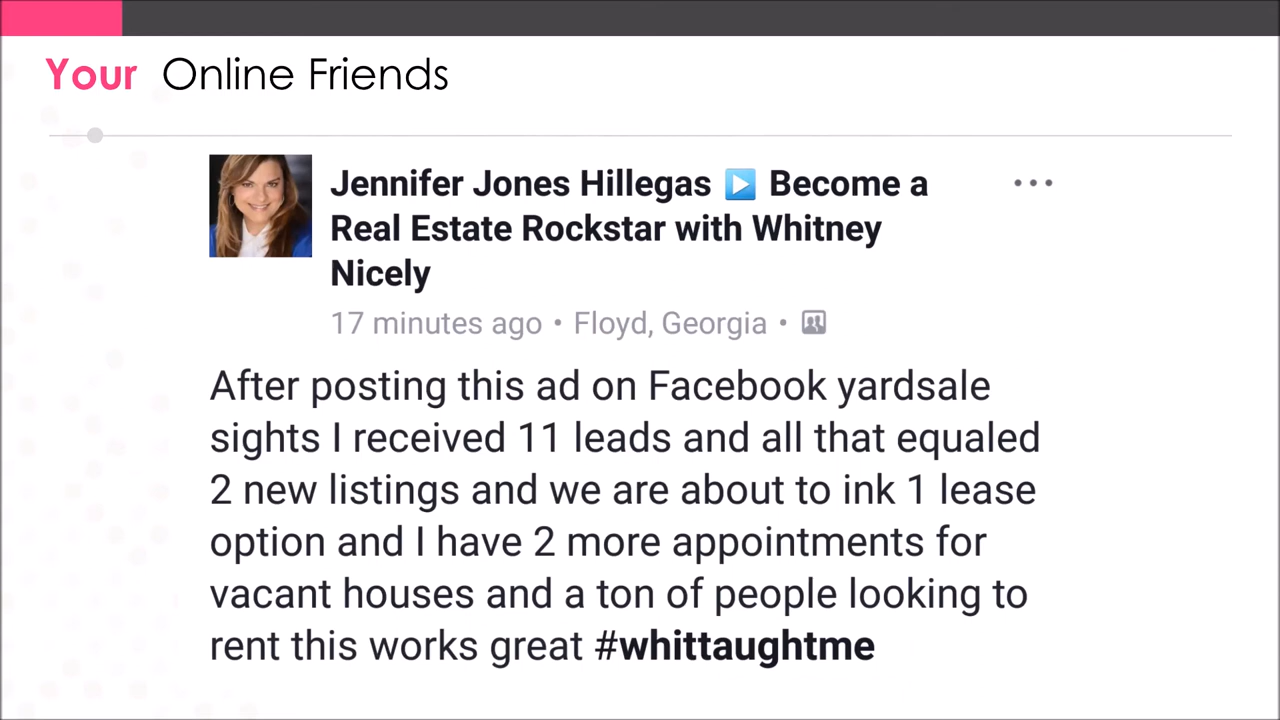 Your Online Friends
Jennifer Jones Hillegas ▶ Become a
Real Estate Rockstar with Whitney
Nicely
17 minutes ago • Floyd, Georgia •
After posting this ad on Facebook yardsale
sights I received 11 leads and all that equaled
2 new listings and we are about to ink 1 lease
option and I have 2 more appointments for
vacant houses and a ton of people looking to
rent this works great #whittaughtme